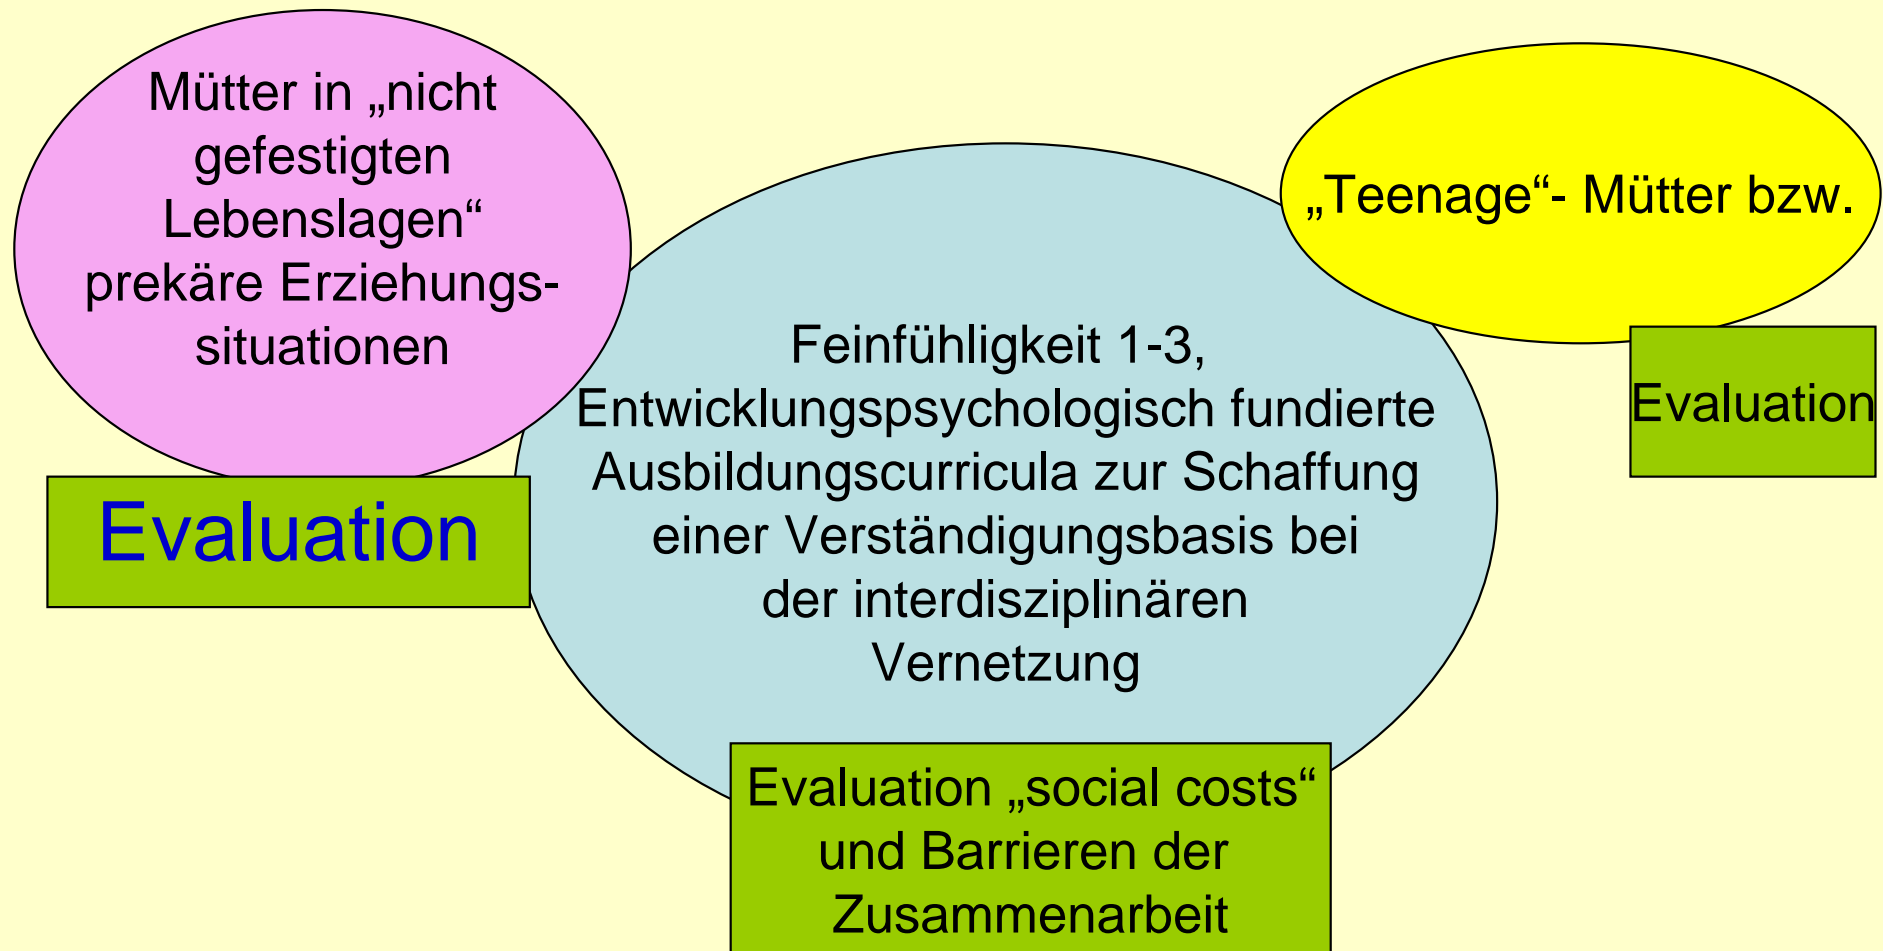 Mütter in „nicht
gefestigten
Lebenslagen“
prekäre Erziehungs-
situationen
Evaluation
Feinfühligkeit 1-3,
Entwicklungspsychologisch fundierte
Ausbildungscurricula zur Schaffung
einer Verständigungsbasis bei
der interdisziplinären
Vernetzung
Evaluation „social costs“
und Barrieren der
Zusammenarbeit
„Teenage“- Mütter bzw.
Evaluation